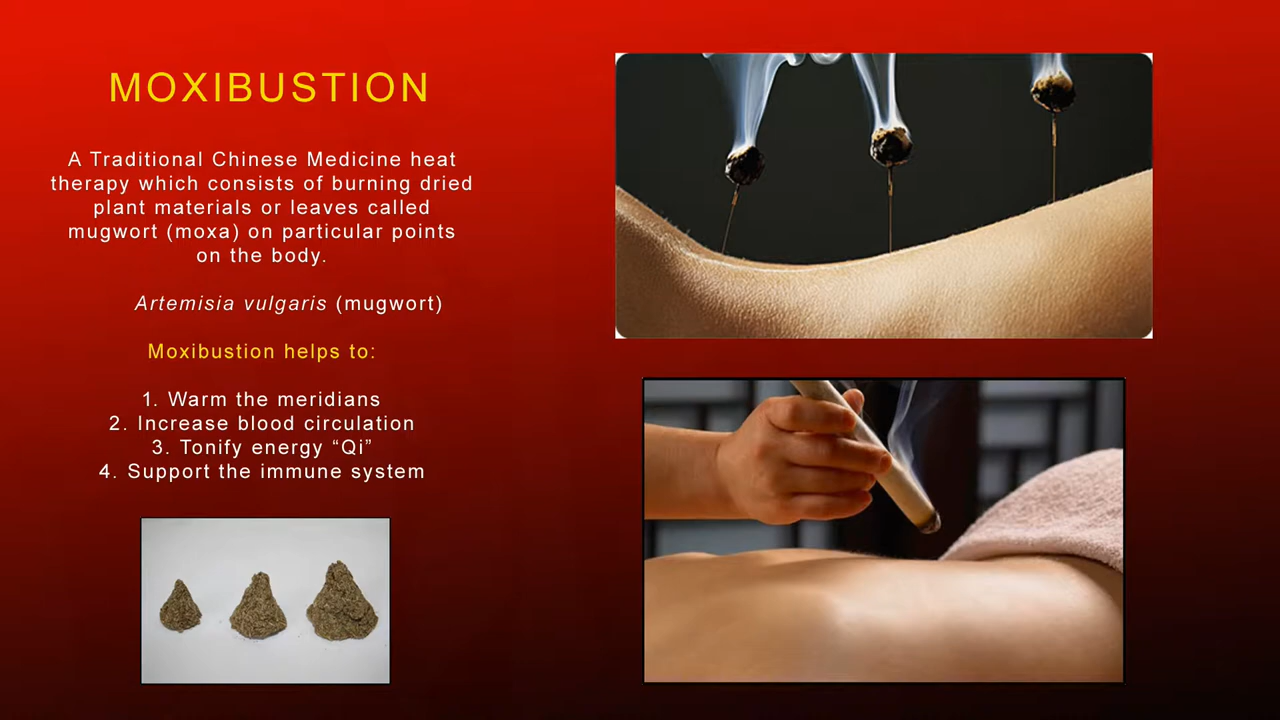 MOXIBUSTION
A Traditional Chinese Medicine heat
therapy which consists of burning dried
plant materials or leaves called
mugwort (moxa) on particular points
on the body.
Artemisia vulgaris (mugwort)
Moxibustion helps to:
1. Warm the meridians
2. Increase blood circulation
3. Tonify energy “Qi”
4. Support the immune system